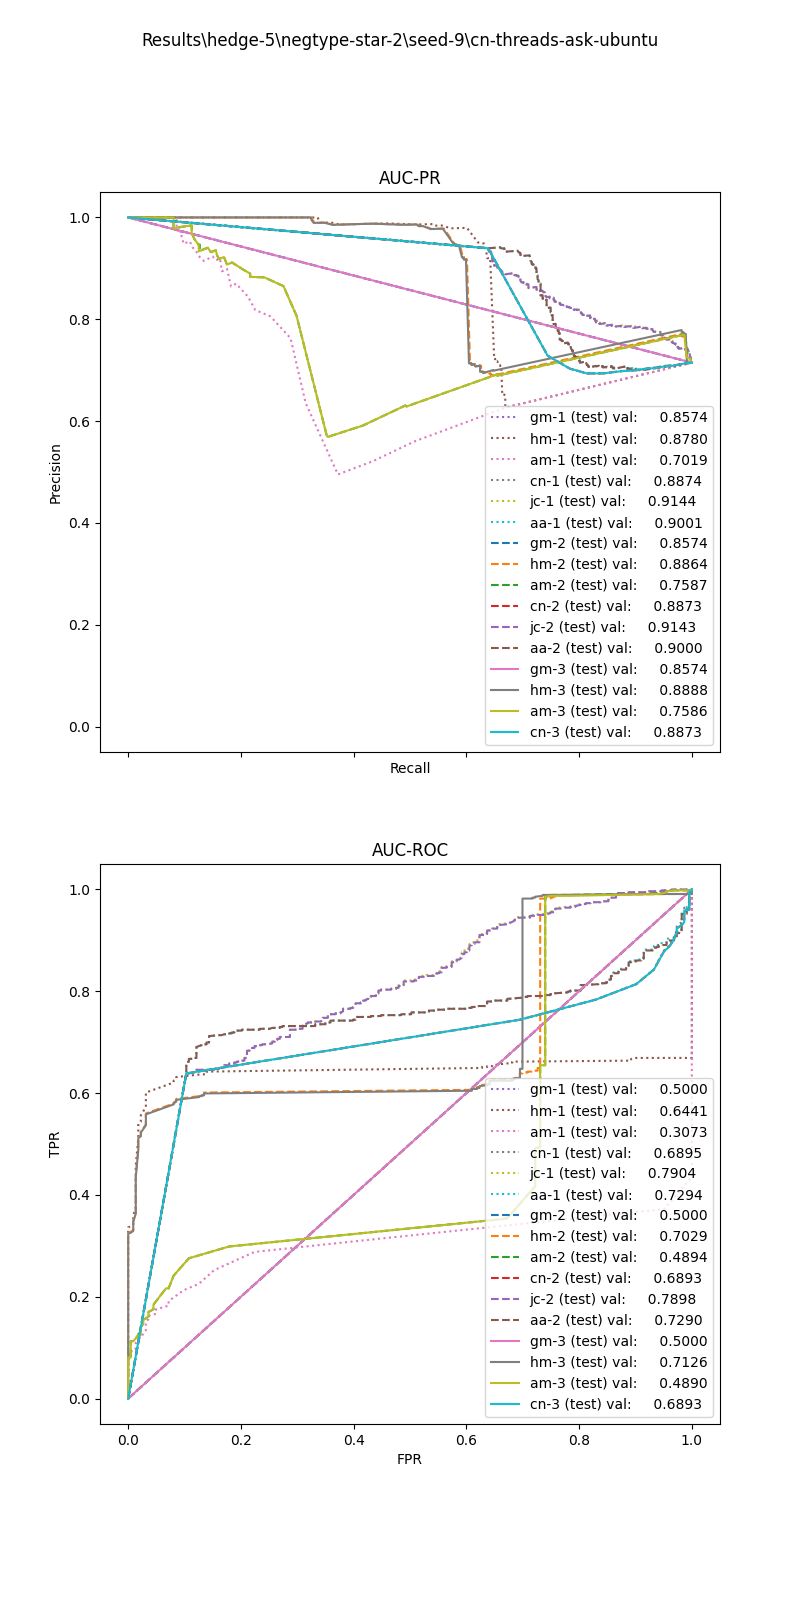 Results\hedge-5\negtype-star-2\seed-9\cn-threads-ask-ubuntu
AUC-PR
1.0
0.8
0.6
0.4
0.2
0.0
Precision
Recall
gm-1 (test) val: 0.8574
hm-1 (test) val: 0.8780
am-1 (test) val: 0.7019
cn-1 (test) val: 0.8874
jc-1 (test) val: 0.9144
aa-1 (test) val: 0.9001
gm-2 (test) val: 0.8574
hm-2 (test) val: 0.8864
am-2 (test) val: 0.7587
cn-2 (test) val: 0.8873
jc-2 (test) val: 0.9143
aa-2 (test) val: 0.9000
gm-3 (test) val: 0.8574
hm-3 (test) val: 0.8888
am-3 (test) val: 0.7586
cn-3 (test) val: 0.8873
AUC-ROC
1.0
0.8
0.6
0.4
0.2
0.0
TPR
gm-1 (test) val: 0.5000
hm-1 (test) val: 0.6441
am-1 (test) val: 0.3073
cn-1 (test) val: 0.6895
jc-1 (test) val: 0.7904
aa-1 (test) val: 0.7294
gm-2 (test) val: 0.5000
hm-2 (test) val: 0.7029
am-2 (test) val: 0.4894
cn-2 (test) val: 0.6893
jc-2 (test) val: 0.7898
aa-2 (test) val: 0.7290
gm-3 (test) val: 0.5000
hm-3 (test) val: 0.7126
am-3 (test) val: 0.4890
cn-3 (test) val: 0.6893
0.0 0.2 0.4 0.6 0.8 1.0
FPR